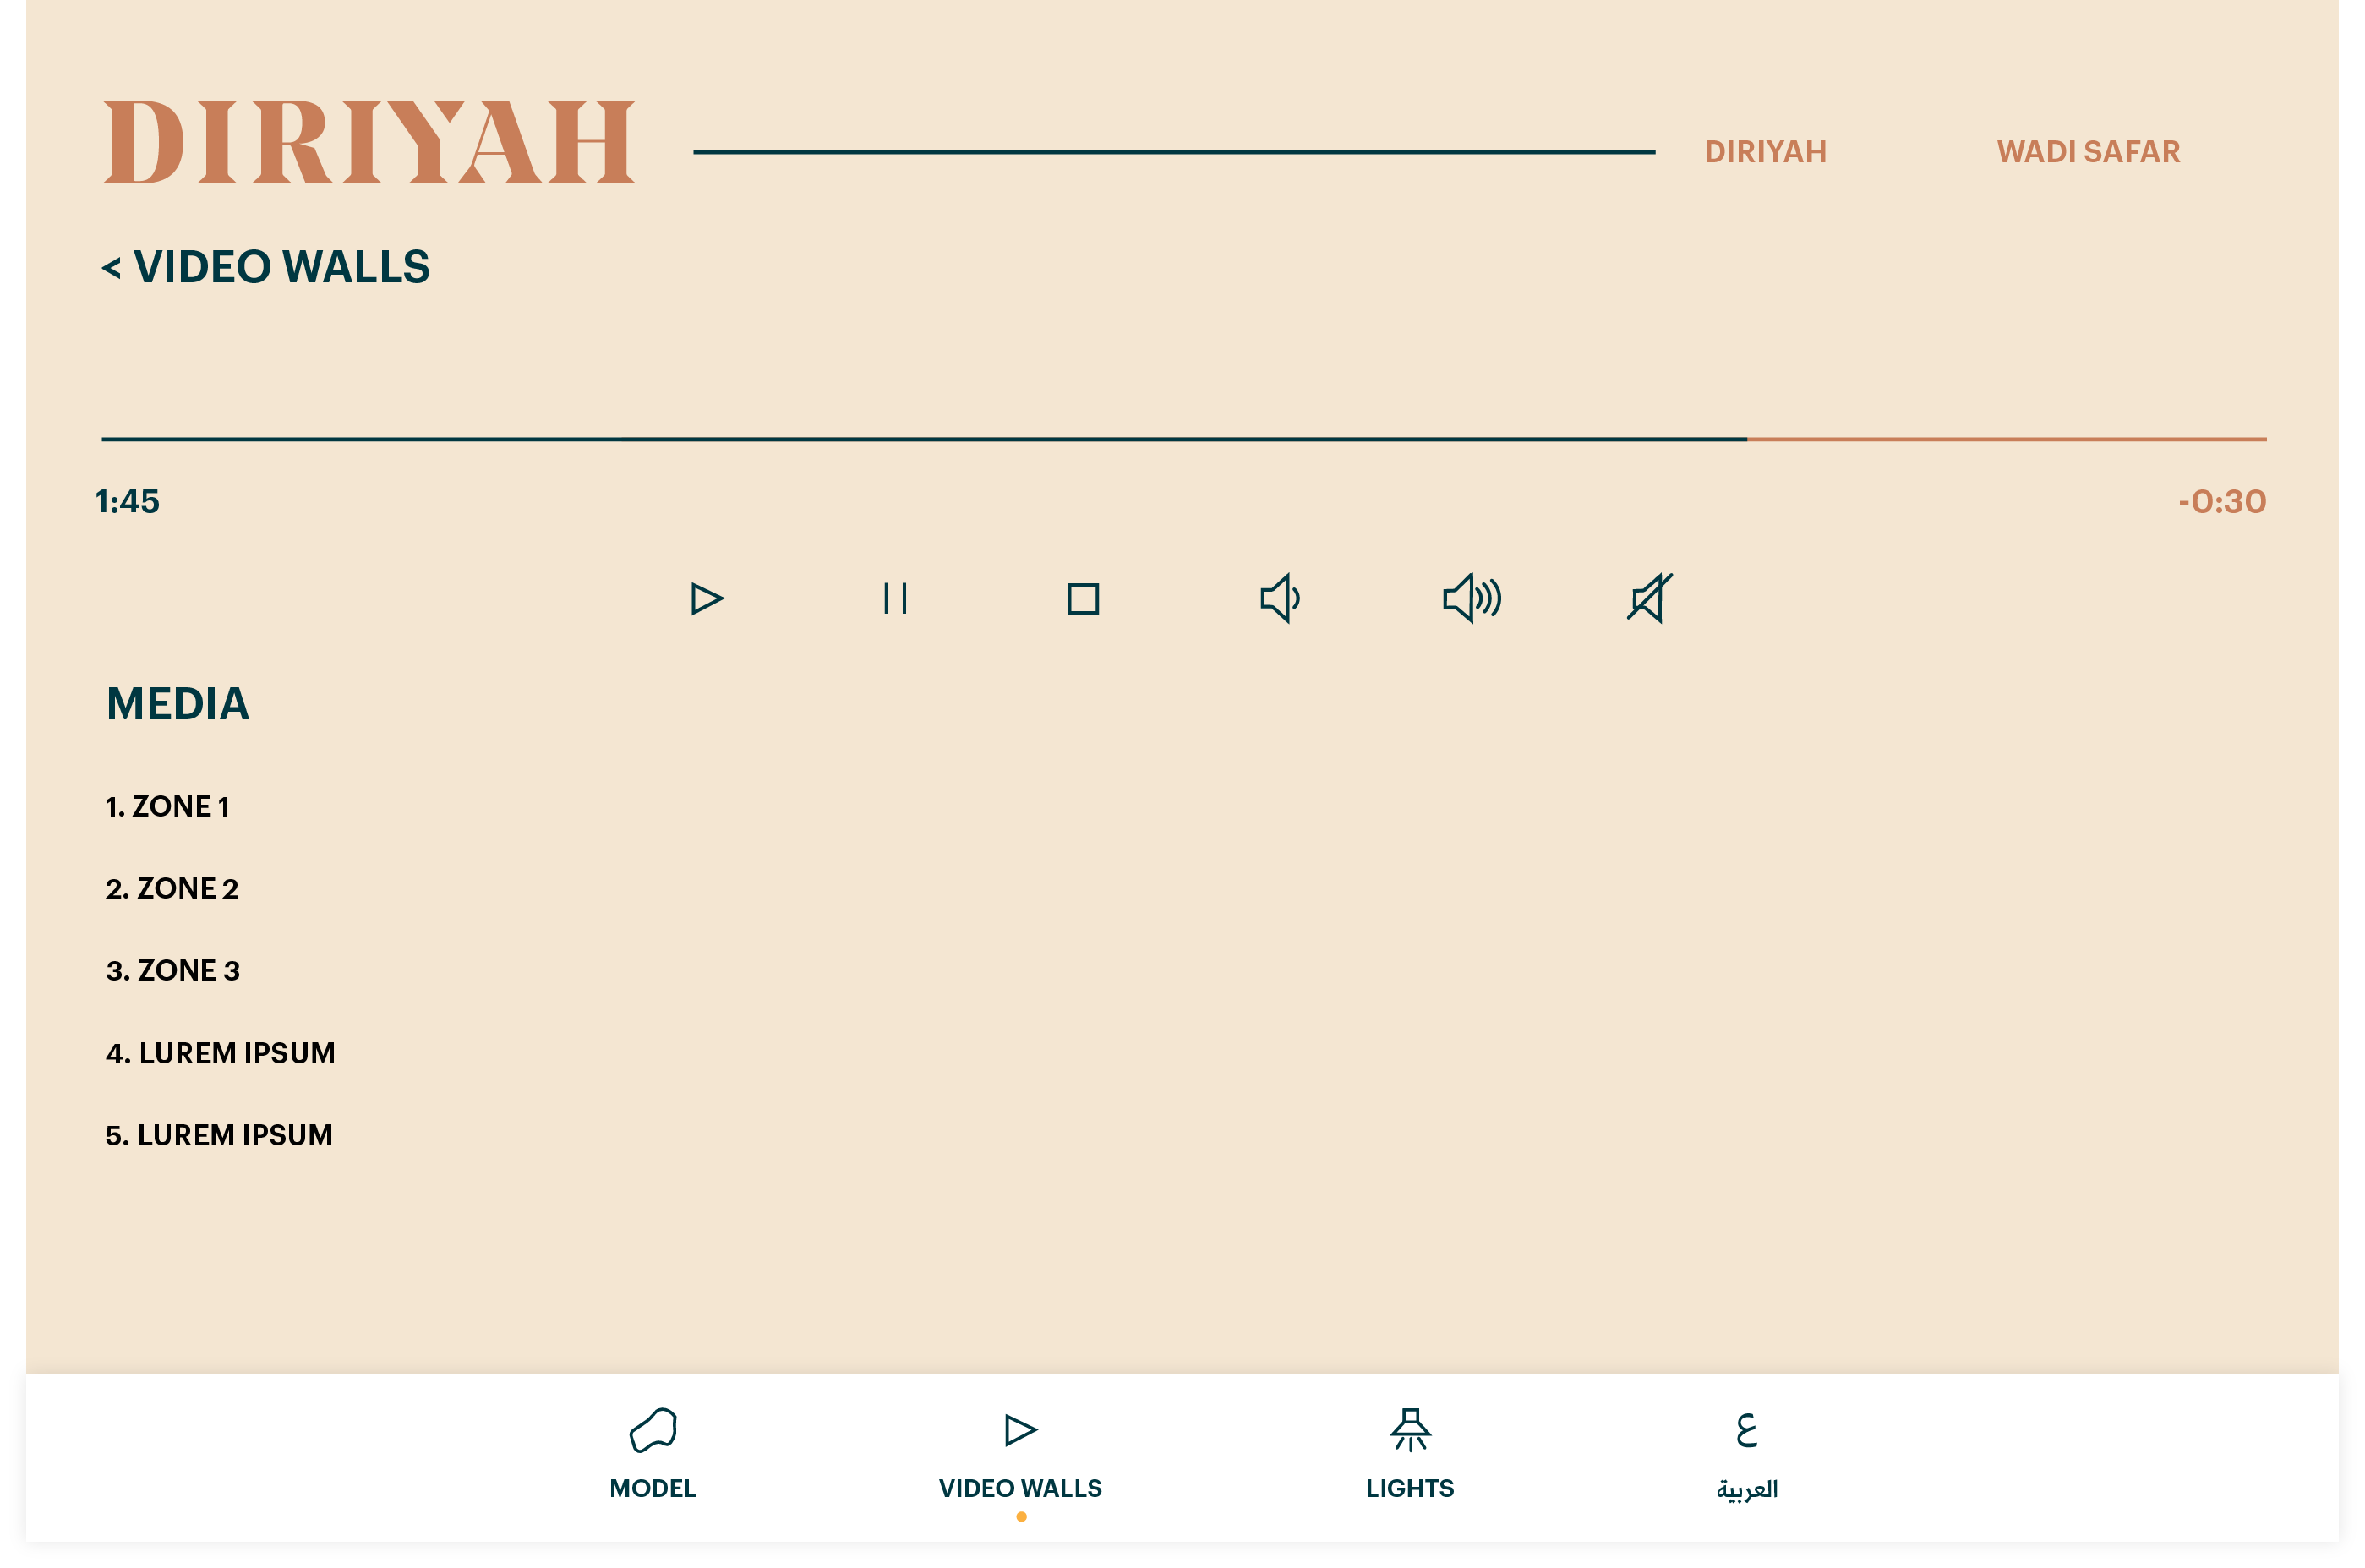 DIRIYAH
DIRIYAH WADI SAFAR
< VIDEO WALLS
1:45 -0:30
MEDIA
1. ZONE 1
2. ZONE 2
3. ZONE 3
4. LUREM IPSUM
5. LUREM IPSUM
ع
MODEL VIDEO WALLS LIGHTS العربية